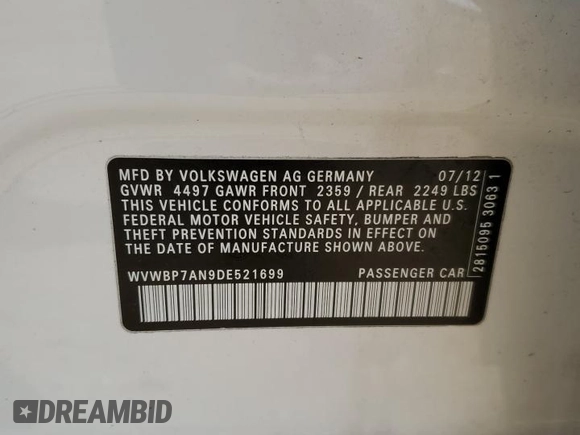 MFD BY VOLKSWAGEN AG GERMANY 07/12
GVWR 4497 GAWR FRONT 2359 / REAR 2249 LBS
THIS VEHICLE CONFORMS TO ALL APPLICABLE U.S.
FEDERAL MOTOR VEHICLE SAFETY, BUMPER AND
THEFT PREVENTION STANDARDS IN EFFECT ON
THE DATE OF MANUFACTURE SHOWN ABOVE.
WVWBP7AN9DE521699 PASSENGER CAR
2815095 30631
DREAMBID